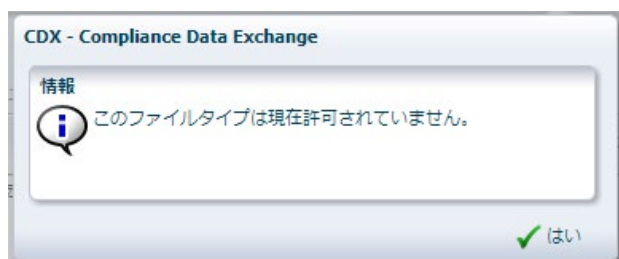 CDX - Compliance Data Exchange
情報
このファイルタイプは現在許可されていません。
はい